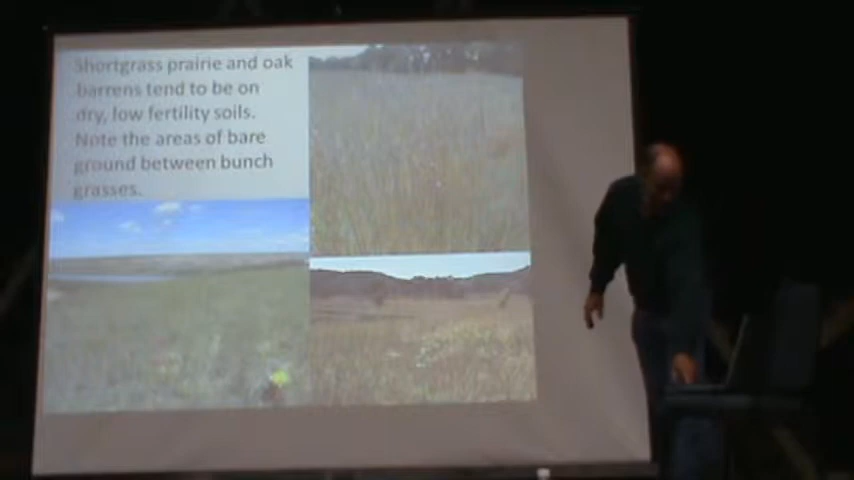 Shortgrass prairie and oak
barrens tend to be on
dry, low fertility soils.
Note the areas of bare
ground between bunch
grasses.